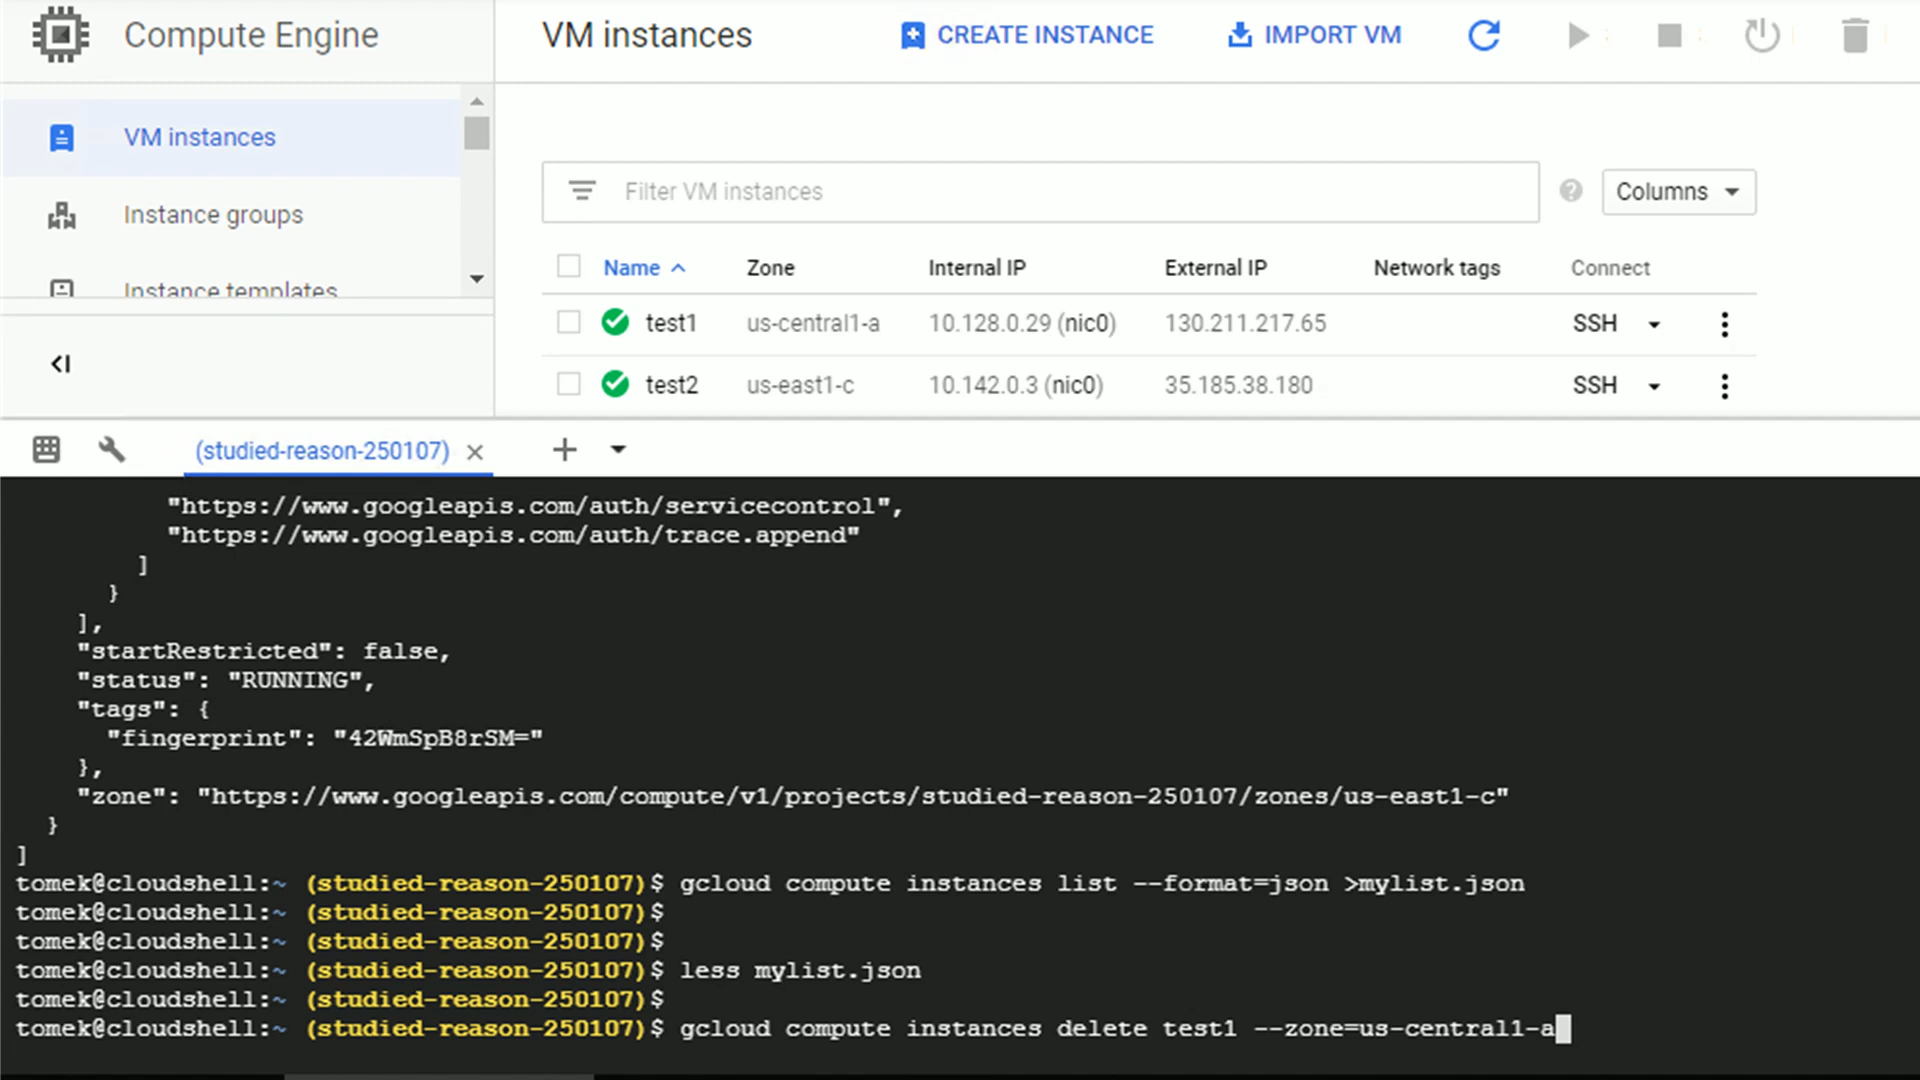 Compute Engine
VM instances
CREATE INSTANCE
IMPORT VM
VM instances
Instance groups
Instance templates
Filter VM instances
Columns
Name Zone Internal IP External IP Network tags Connect
test1 us-central1-a 10.128.0.29 (nic0) 130.211.217.65 SSH
test2 us-east1-c 10.142.0.3 (nic0) 35.185.38.180 SSH
(studied-reason-250107)
"https://www.googleapis.com/auth/servicecontrol",
"https://www.googleapis.com/auth/trace.append"
]
}
],
"startRestricted": false,
"status": "RUNNING",
"tags": {
"fingerprint": "42WmSpB8rSM="
},
"zone": "https://www.googleapis.com/compute/v1/projects/studied-reason-250107/zones/us-east1-c"
}
]
tomek@cloudshell:~ (studied-reason-250107)$ gcloud compute instances list --format=json >mylist.json
tomek@cloudshell:~ (studied-reason-250107)$
tomek@cloudshell:~ (studied-reason-250107)$
tomek@cloudshell:~ (studied-reason-250107)$ less mylist.json
tomek@cloudshell:~ (studied-reason-250107)$
tomek@cloudshell:~ (studied-reason-250107)$ gcloud compute instances delete test1 --zone=us-central1-a